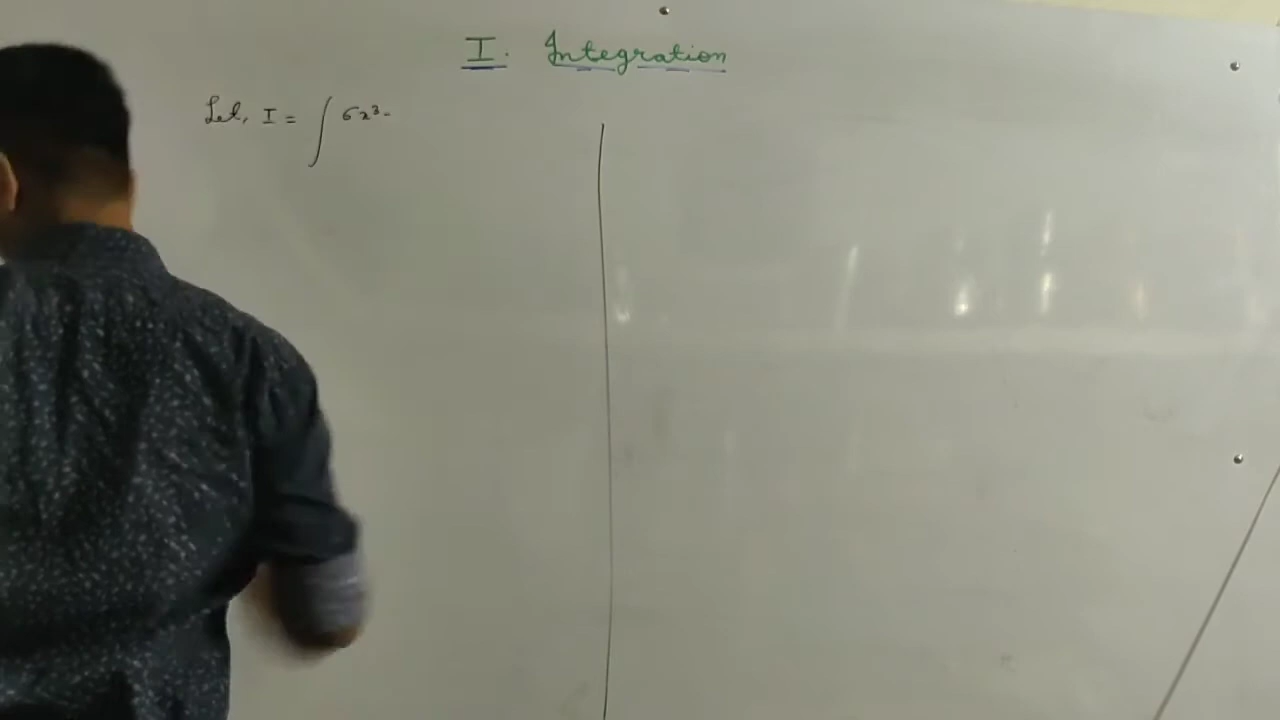 I. Integration
Let, I = ∫ 6x³-